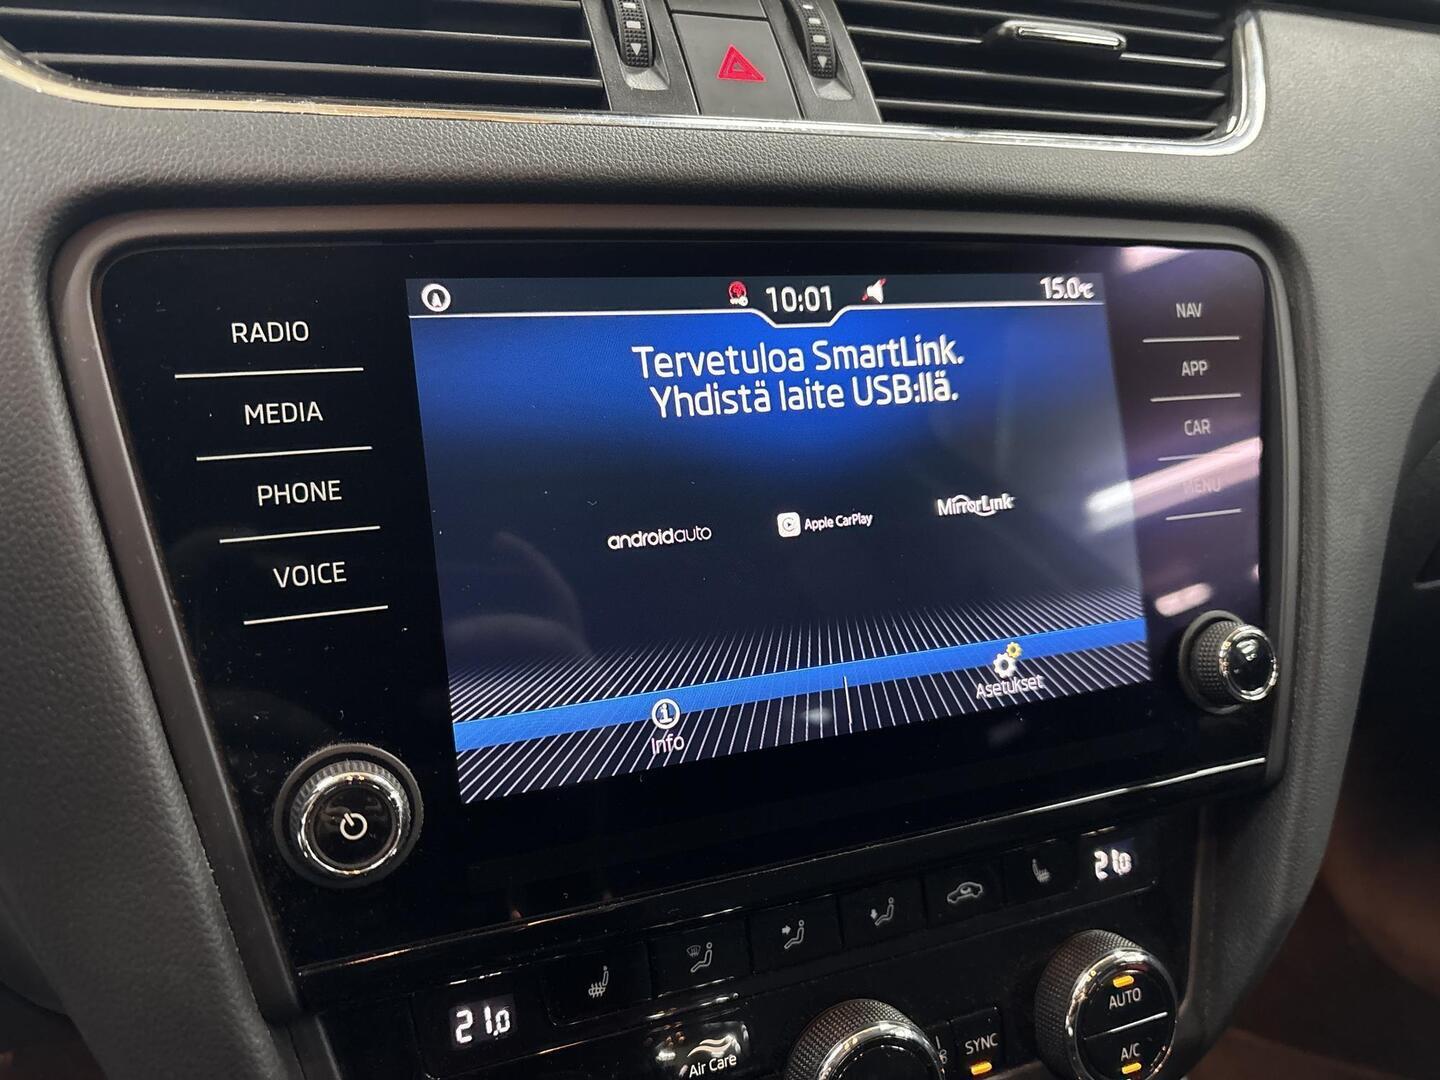 10:01
15.0°C
RADIO
MEDIA
PHONE
VOICE
Tervetuloa SmartLink.
Yhdistä laite USB:llä.
androidauto
Apple CarPlay
MirrorLink
Info
Asetukset
NAV
APP
CAR
MENU
21.0
21.0
Air Care
SYNC
AUTO
A/C